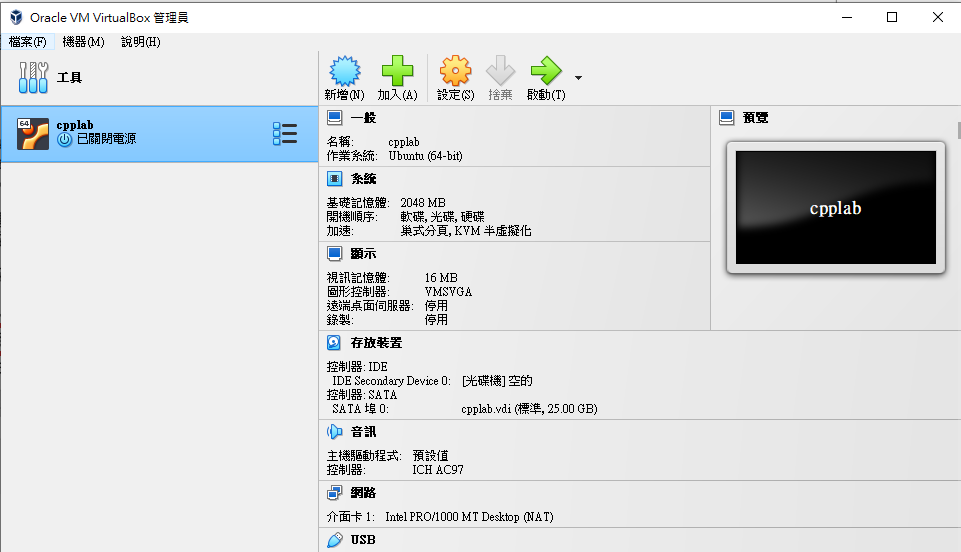 Oracle VM VirtualBox 管理員
檔案(F) 機器(M) 說明(H)
工具
新增(N) 加入(A) 設定(S) 捨棄 啟動(T)
64
cpplab
已關閉電源
一般
名稱: cpplab
作業系統: Ubuntu (64-bit)
系統
基礎記憶體: 2048 MB
開機順序: 軟碟, 光碟, 硬碟
加速: 巢式分頁, KVM 半虛擬化
顯示
視訊記憶體: 16 MB
圖形控制器: VMSVGA
遠端桌面伺服器: 停用
錄製: 停用
預覽
cpplab
存放裝置
控制器: IDE
IDE Secondary Device 0: [光碟機] 空的
控制器: SATA
SATA 埠 0: cpplab.vdi (標準, 25.00 GB)
音訊
主機驅動程式: 預設值
控制器: ICH AC97
網路
介面卡 1: Intel PRO/1000 MT Desktop (NAT)
USB